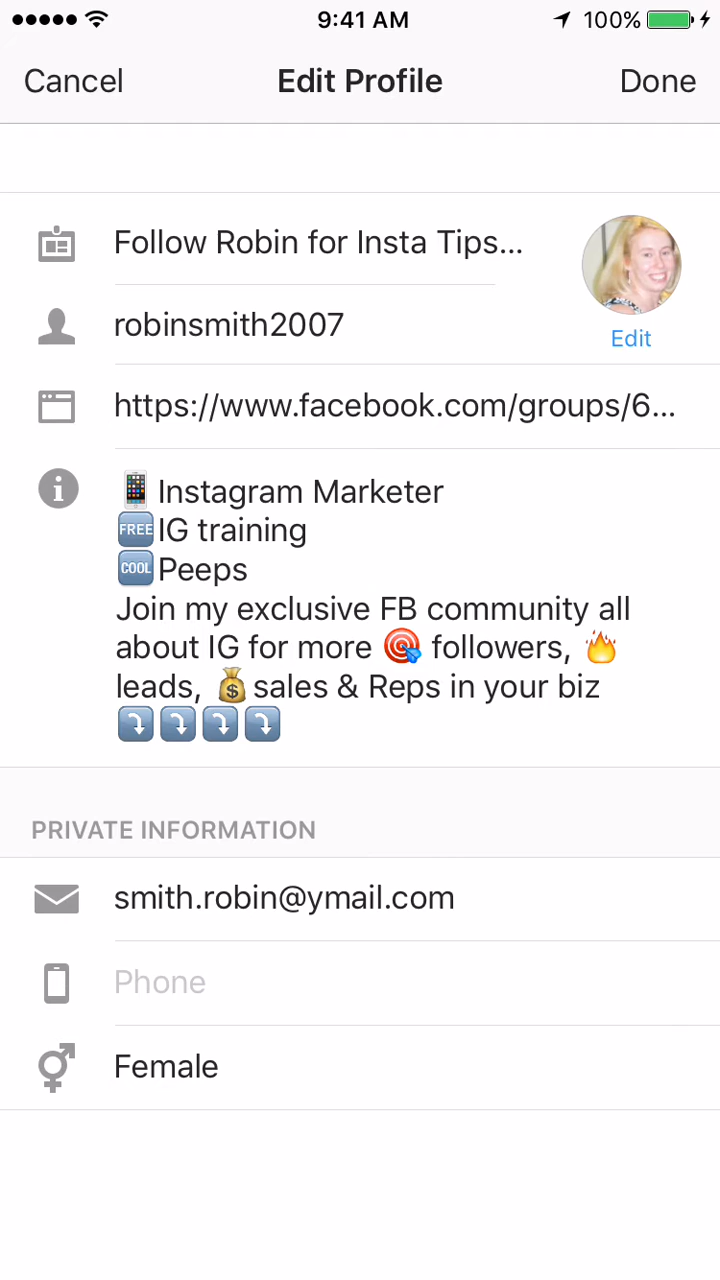 9:41 AM 100%
Cancel Edit Profile Done
Follow Robin for Insta Tips...
robinsmith2007
Edit
https://www.facebook.com/groups/6...
📱Instagram Marketer
🆓IG training
🆒Peeps
Join my exclusive FB community all
about IG for more 🎯 followers, 🔥
leads, 💰sales & Reps in your biz
⤵️⤵️⤵️⤵️
PRIVATE INFORMATION
smith.robin@ymail.com
Phone
Female